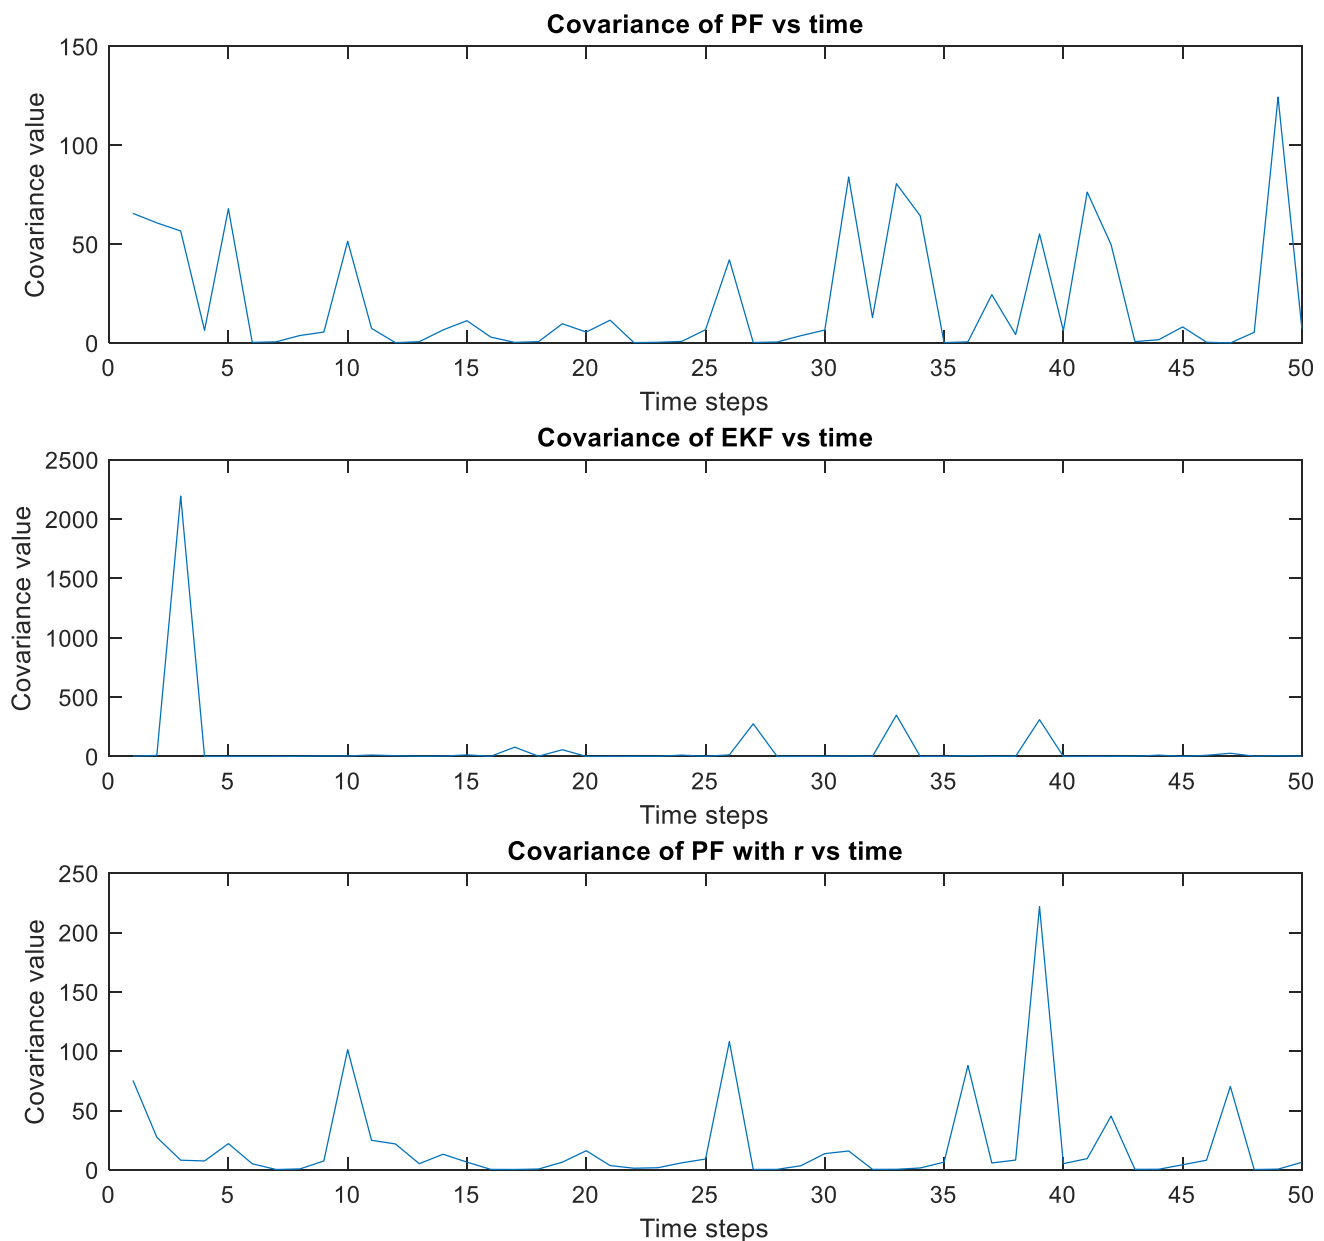 Covariance of PF vs time
150
100
50
0
Covariance value
0 5 10 15 20 25 30 35 40 45 50
Time steps
Covariance of EKF vs time
2500
2000
1500
1000
500
0
Covariance value
0 5 10 15 20 25 30 35 40 45 50
Time steps
Covariance of PF with r vs time
250
200
150
100
50
0
Covariance value
0 5 10 15 20 25 30 35 40 45 50
Time steps